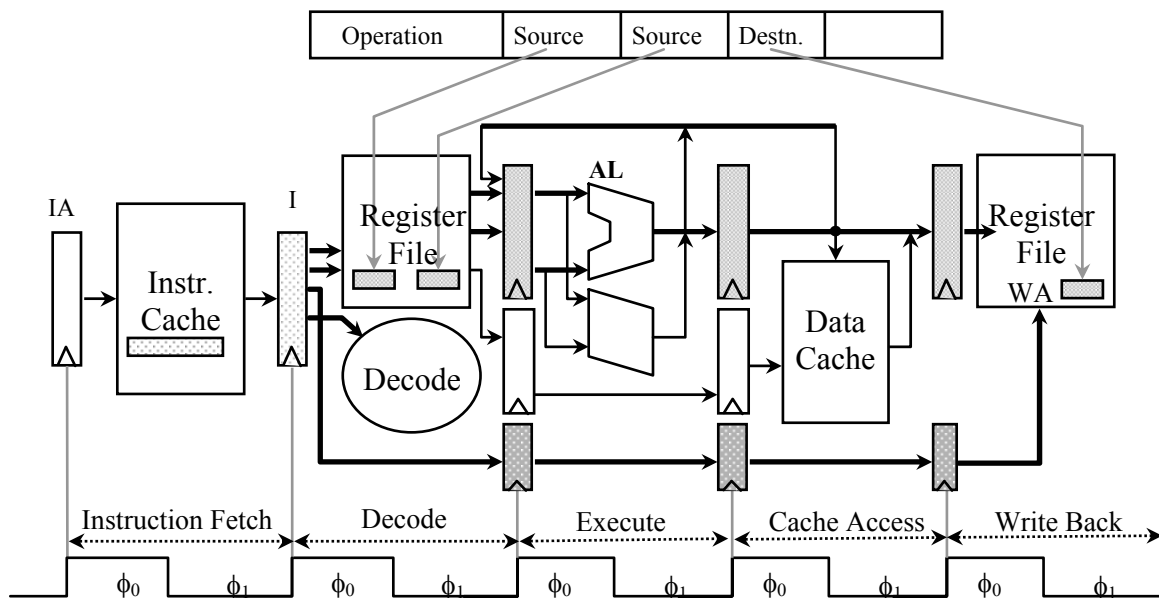 Operation Source Source Destn.
IA
I
AL
Register
File
Instr.
Cache
Decode
Data
Cache
Register
File
WA
Instruction Fetch Decode Execute Cache Access Write Back
ϕ₀ ϕ₁ ϕ₀ ϕ₁ ϕ₀ ϕ₁ ϕ₀ ϕ₁ ϕ₀ ϕ₁